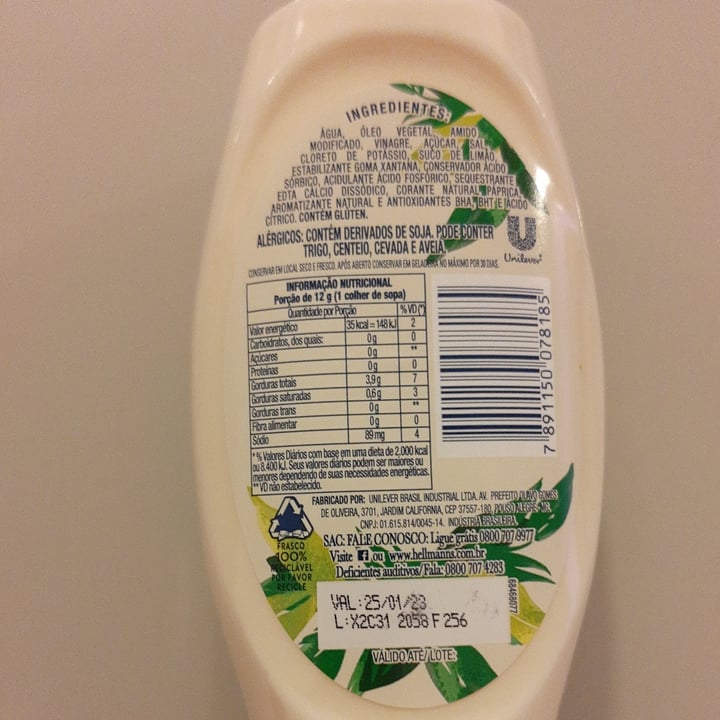 INGREDIENTES:
ÁGUA, ÓLEO VEGETAL, AMIDO
MODIFICADO, VINAGRE, AÇÚCAR, SAL,
CLORETO DE POTÁSSIO, SUCO DE LIMÃO,
ESTABILIZANTE GOMA XANTANA, CONSERVADOR ÁCIDO
SÓRBICO, ACIDULANTE ÁCIDO FOSFÓRICO, SEQUESTRANTE
EDTA CÁLCIO DISSÓDICO, CORANTE NATURAL PÁPRICA,
AROMATIZANTE NATURAL E ANTIOXIDANTES BHA, BHT E ÁCIDO
CÍTRICO. CONTÉM GLÚTEN.
ALÉRGICOS: CONTÉM DERIVADOS DE SOJA. PODE CONTER
TRIGO, CENTEIO, CEVADA E AVEIA.
Unilever
CONSERVAR EM LOCAL SECO E FRESCO. APÓS ABERTO CONSERVAR EM GELADEIRA NO MÁXIMO POR 30 DIAS.
INFORMAÇÃO NUTRICIONAL
Porção de 12 g (1 colher de sopa)
Quantidade por Porção %VD(*)
Valor energético 35 kcal = 148 kJ 2
Carboidratos, dos quais: 0 g 0
Açúcares 0 g **
Proteínas 0 g 0
Gorduras totais 3,9 g 7
Gorduras saturadas 0,6 g 3
Gorduras trans 0 g **
Fibra alimentar 0 g 0
Sódio 89 mg 4
*% Valores Diários com base em uma dieta de 2.000 kcal
ou 8.400 kJ. Seus valores diários podem ser maiores ou
menores dependendo de suas necessidades energéticas.
**VD não estabelecido.
7 891150 078185
FABRICADO POR: UNILEVER BRASIL INDUSTRIAL LTDA. AV. PREFEITO OLAVO GOMES
DE OLIVEIRA, 3701, JARDIM CALIFORNIA, CEP 37557-180, POUSO ALEGRE-MG.
CNPJ: 01.615.814/0045-14. INDÚSTRIA BRASILEIRA.
SAC: FALE CONOSCO: Ligue grátis 0800 707 9977
Visite f ou www.hellmanns.com.br
Deficientes auditivos/Fala: 0800 707 4283
FRASCO
100%
RECICLÁVEL
POR FAVOR
RECICLE
68468077
VAL:25/01/23
L:X2C31 2058 F 256
VÁLIDO ATÉ/LOTE: